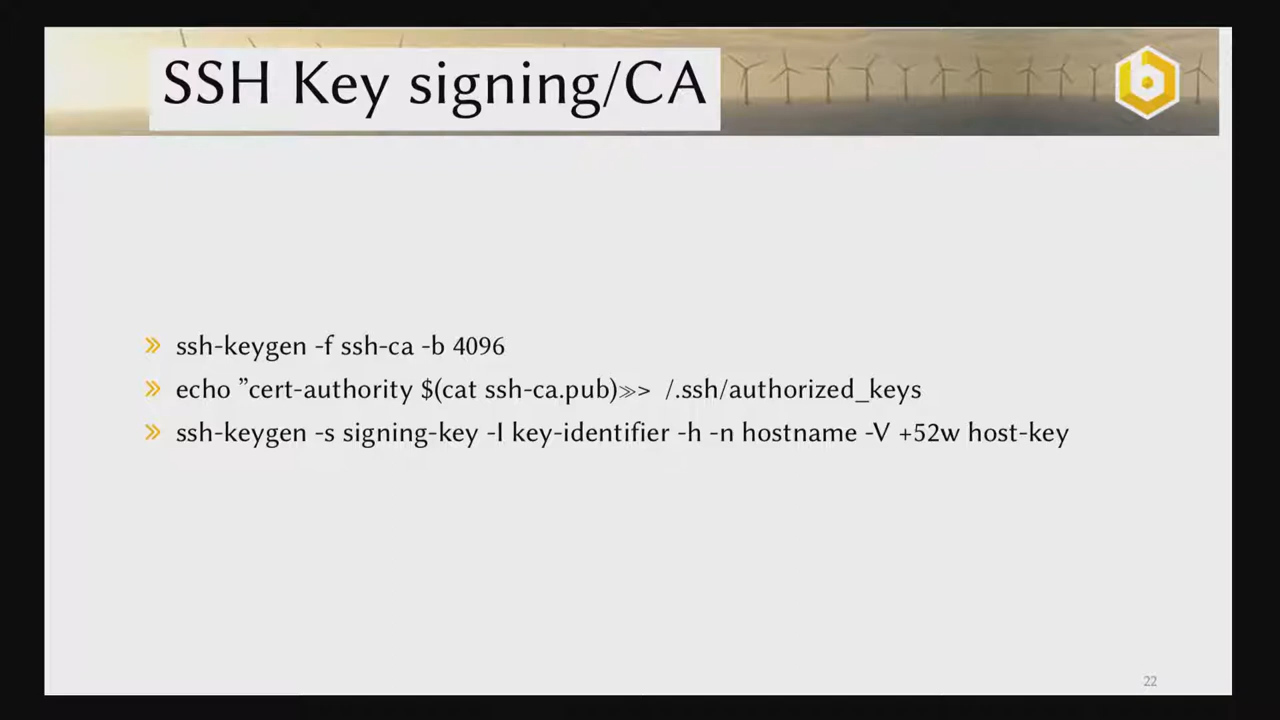 SSH Key signing/CA
» ssh-keygen -f ssh-ca -b 4096
» echo ”cert-authority $(cat ssh-ca.pub)≫> /.ssh/authorized_keys
» ssh-keygen -s signing-key -I key-identifier -h -n hostname -V +52w host-key
22